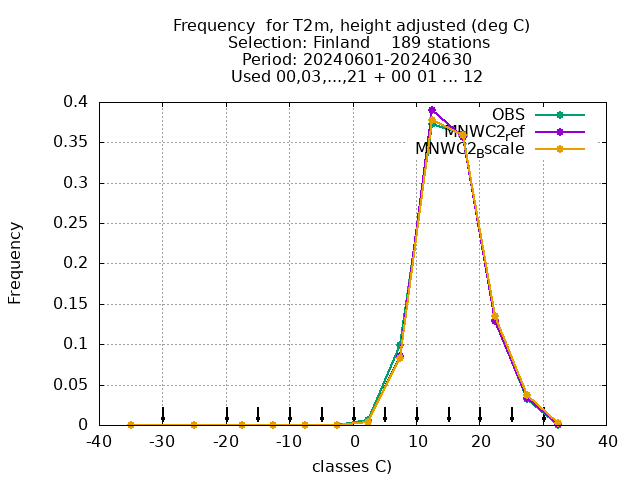 Frequency  for T2m, height adjusted (deg C)
Selection: Finland    189 stations
Period: 20240601-20240630
Used 00,03,...,21 + 00 01 ... 12
OBS
MNWC2ref
MNWC2Bscale
0.4
0.35
0.3
0.25
0.2
0.15
0.1
0.05
0
Frequency
-40 -30 -20 -10 0 10 20 30 40
classes C)